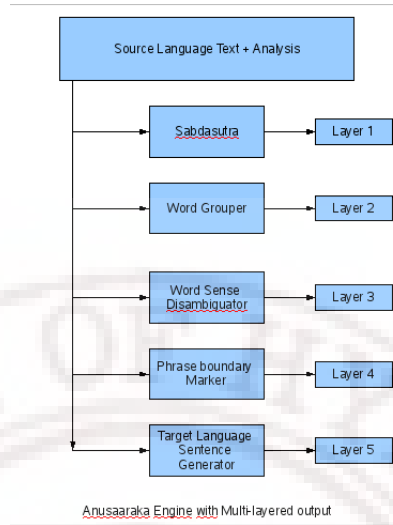 Source Language Text + Analysis
Sabdasutra
Layer 1
Word Grouper
Layer 2
Word Sense
Disambiguator
Layer 3
Phrase boundary
Marker
Layer 4
Target Language
Sentence
Generator
Layer 5
Anusaaraka Engine with Multi-layered output